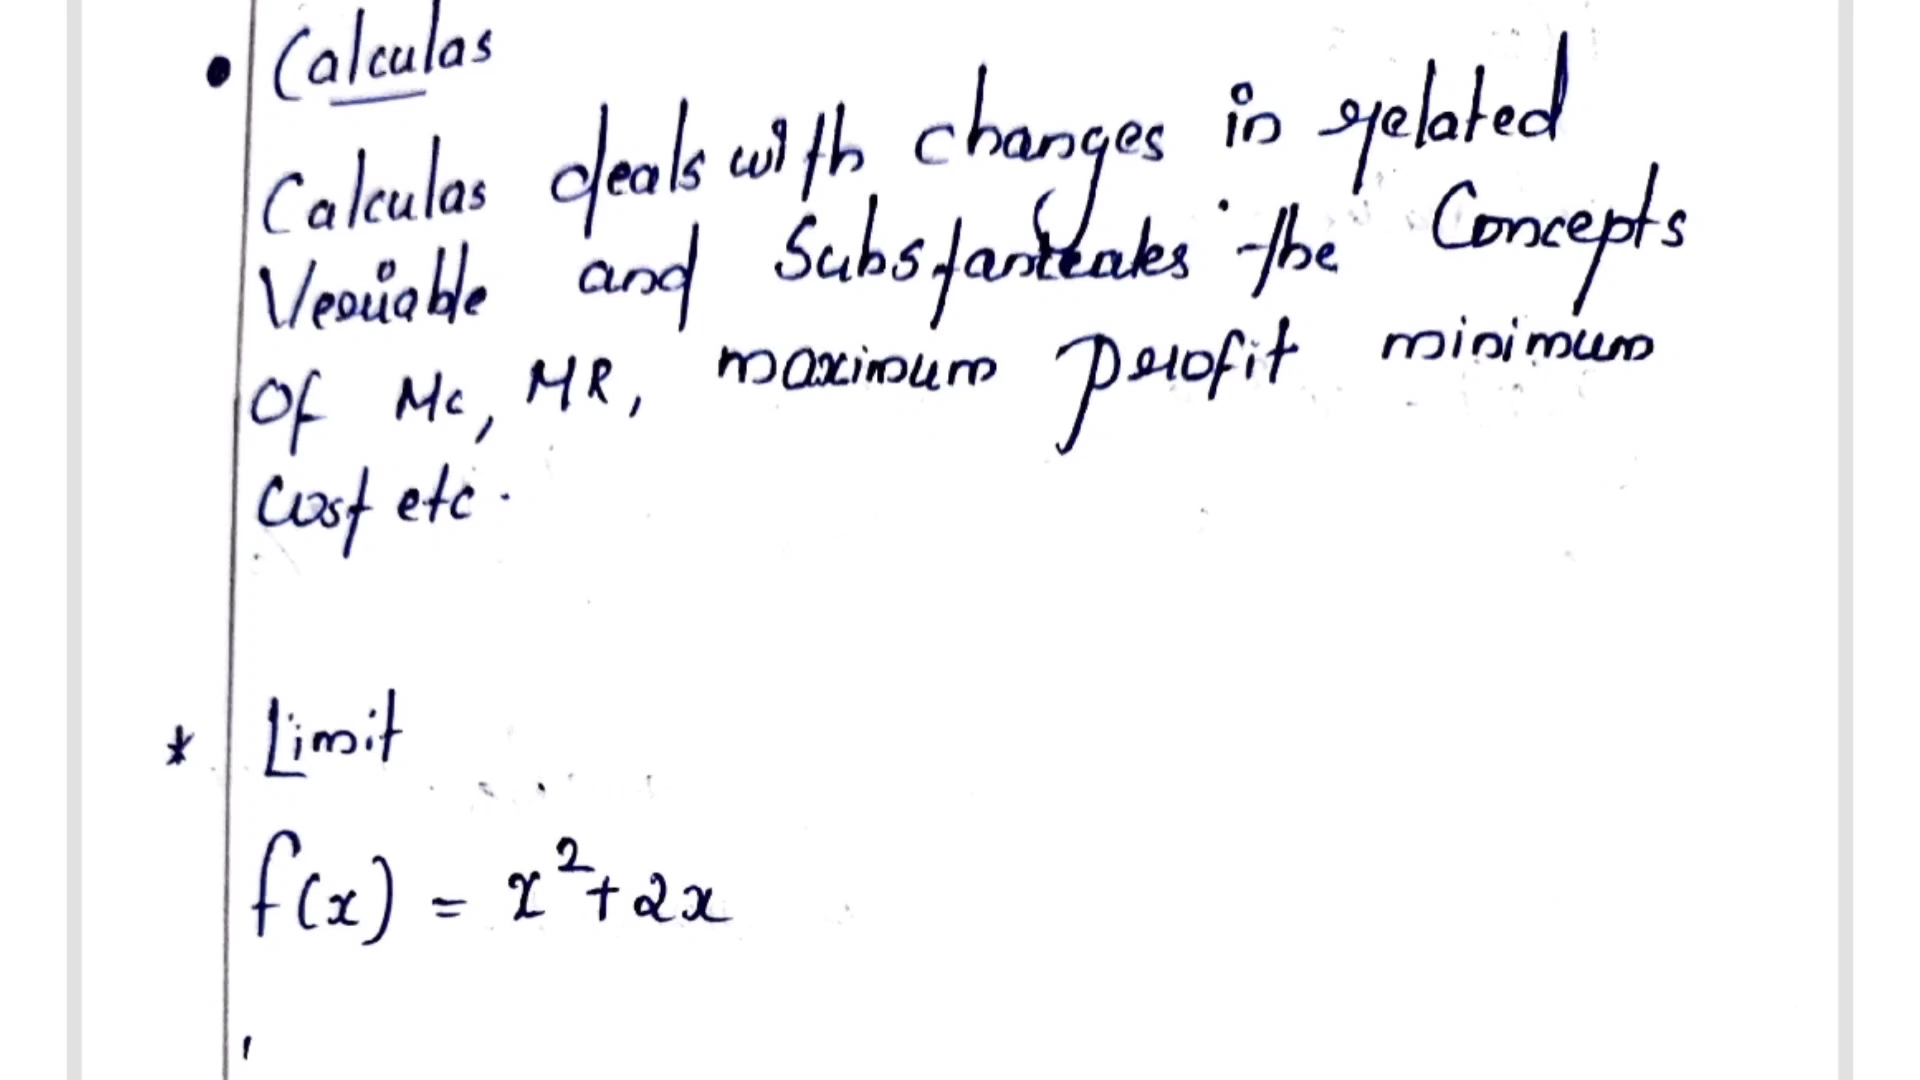 • Calculas
Calculas deals with changes in related
Veriable and Substanteates the Concepts
Of Mc, MR, maximum profit minimum
Cost etc.
* Limit
f(x) = x²+2x